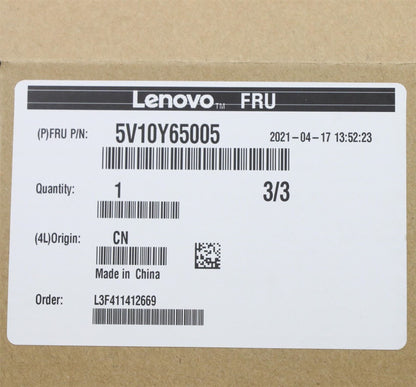 Lenovo™ FRU
(P)FRU P/N: 5V10Y65005 2021-04-17 13:52:23
Quantity: 1 3/3
(4L)Origin: CN
Made in China
Order: L3F411412669